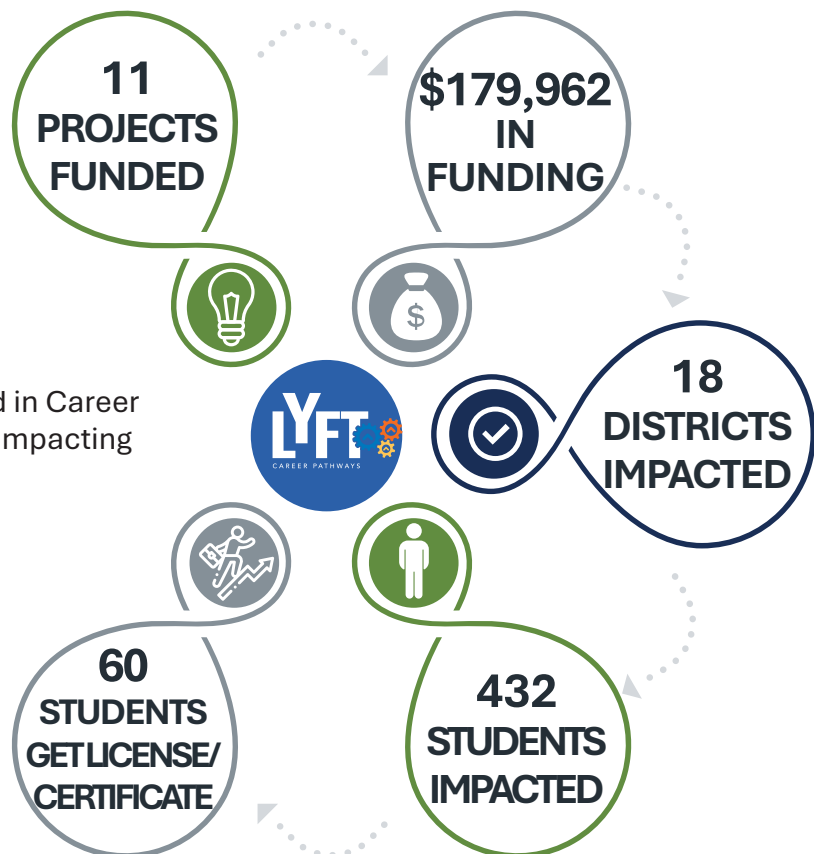 11
PROJECTS
FUNDED
$179,962
IN
FUNDING
$
18
DISTRICTS
IMPACTED
in Career
mpacting
LYFT
CAREER PATHWAYS
60
STUDENTS
GET LICENSE/
CERTIFICATE
432
STUDENTS
IMPACTED